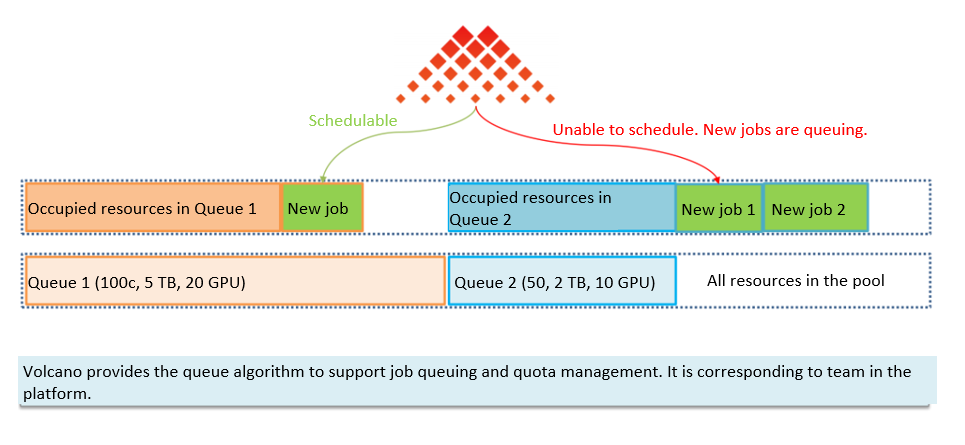 Schedulable
Unable to schedule. New jobs are queuing.
Occupied resources in Queue 1
New job
Occupied resources in
Queue 2
New job 1
New job 2
Queue 1 (100c, 5 TB, 20 GPU)
Queue 2 (50, 2 TB, 10 GPU)
All resources in the pool
Volcano provides the queue algorithm to support job queuing and quota management. It is corresponding to team in the
platform.